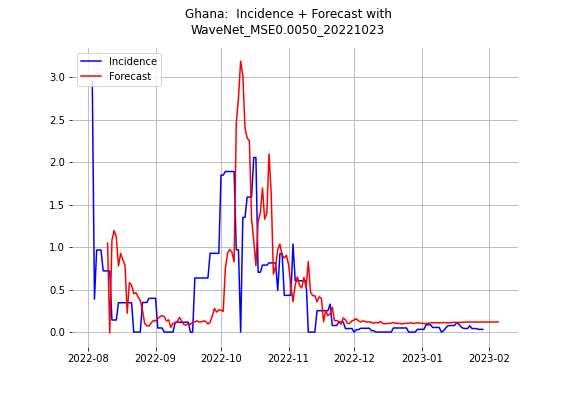 Ghana:  Incidence + Forecast with
WaveNet_MSE0.0050_20221023
Incidence
Forecast
3.0
2.5
2.0
1.5
1.0
0.5
0.0
2022-08 2022-09 2022-10 2022-11 2022-12 2023-01 2023-02